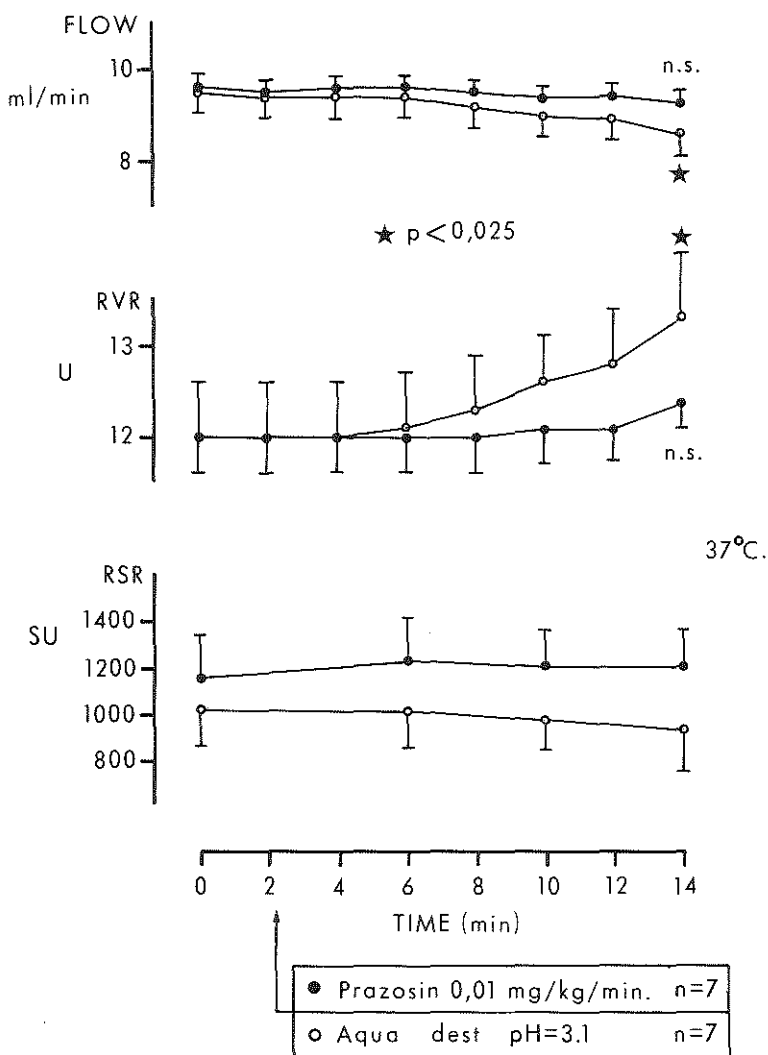 FLOW
ml/min
10
8
n.s.
★
★ p<0,025
★
RVR
U
13
12
n.s.
37°C.
RSR
SU
1400
1200
1000
800
0 2 4 6 8 10 12 14
TIME (min)
● Prazosin 0,01 mg/kg/min. n=7
○ Aqua dest pH=3.1 n=7